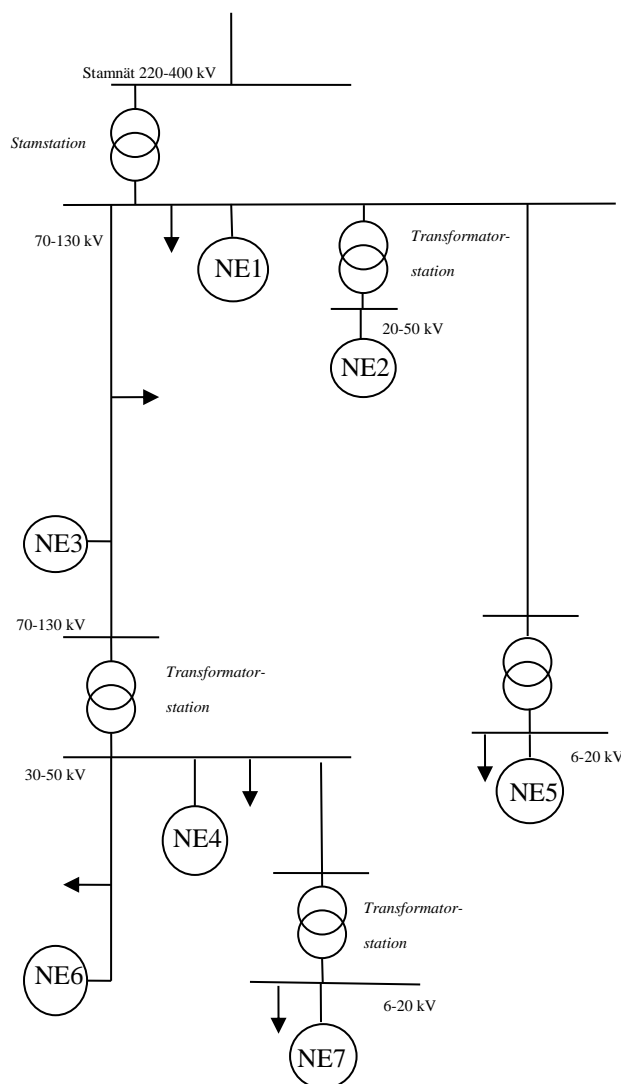 Stamnät 220-400 kV
Stamstation
70-130 kV
NE1
Transformator-
station
20-50 kV
NE2
NE3
70-130 kV
Transformator-
station
30-50 kV
6-20 kV
NE5
NE4
Transformator-
station
NE6
6-20 kV
NE7